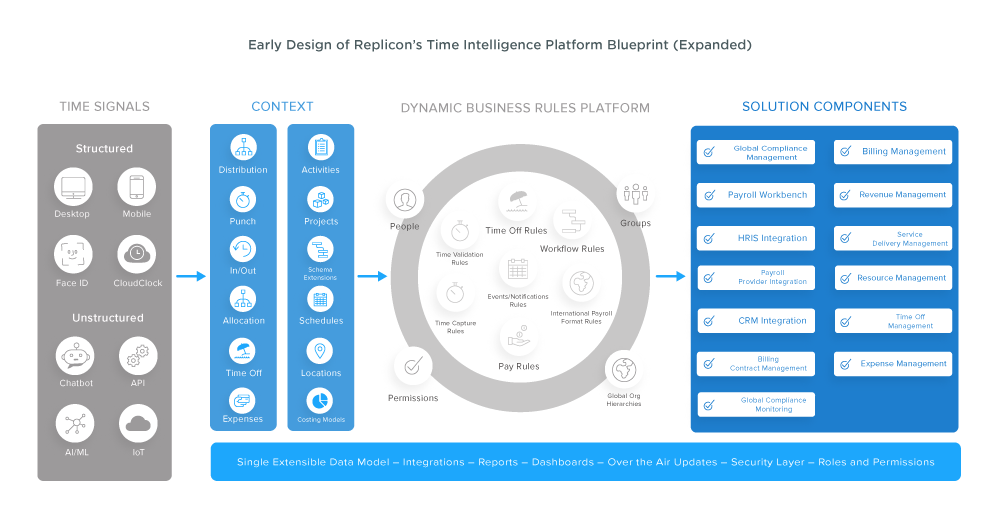 Early Design of Replicon's Time Intelligence Platform Blueprint (Expanded)
TIME SIGNALS
Structured
Desktop
Mobile
Face ID
CloudClock
Unstructured
Chatbot
API
AI/ML
IoT
CONTEXT
Distribution
Punch
In/Out
Allocation
Time Off
Expenses
Activities
Projects
Schema
Extensions
Schedules
Locations
Costing Models
DYNAMIC BUSINESS RULES PLATFORM
People
Groups
Time Off Rules
Workflow Rules
Time Validation
Rules
Events/Notifications
Rules
International Payroll
Format Rules
Time Capture
Rules
Pay Rules
Permissions
Global Org
Hierarchies
SOLUTION COMPONENTS
Global Compliance
Management
Payroll Workbench
HRIS Integration
Payroll
Provider Integration
CRM Integration
Billing
Contract Management
Global Compliance
Monitoring
Billing Management
Revenue Management
Service
Delivery Management
Resource Management
Time Off
Management
Expense Management
Single Extensible Data Model – Integrations – Reports – Dashboards – Over the Air Updates – Security Layer – Roles and Permissions